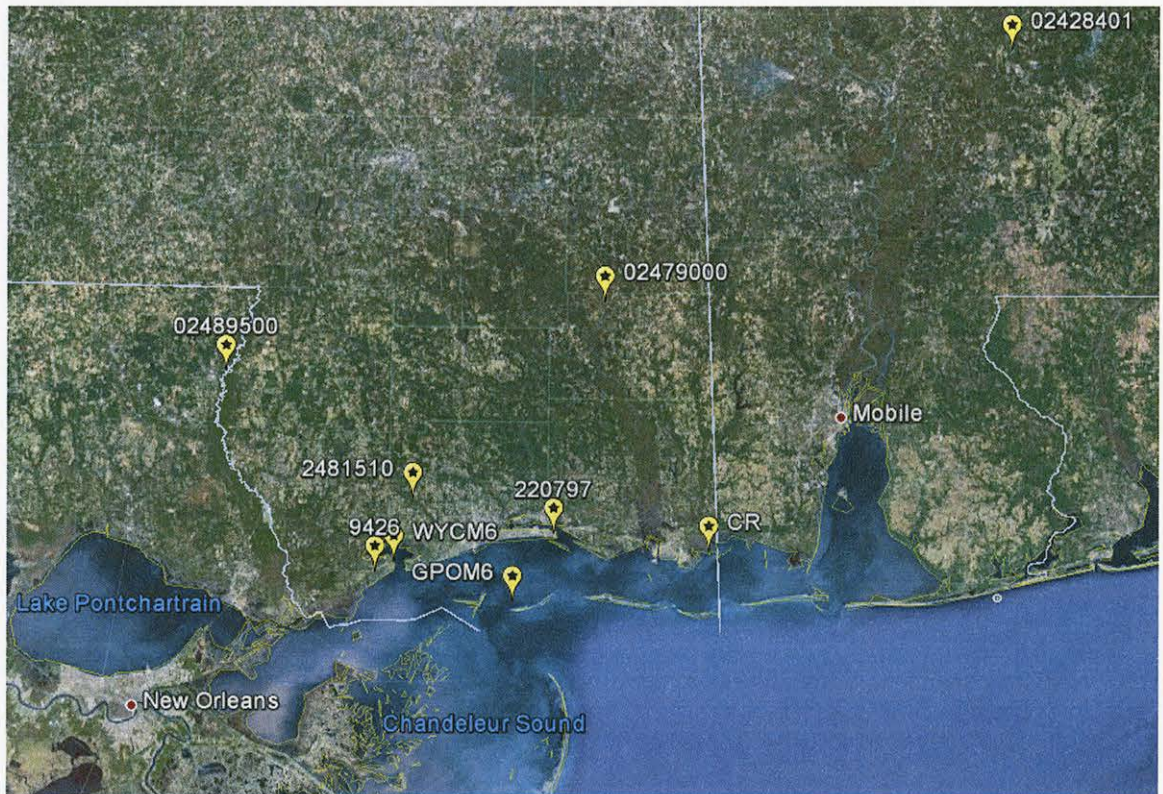 02428401
02479000
02489500
Mobile
2481510
220797
CR
9426
WYCM6
GPOM6
Lake Pontchartrain
New Orleans
Chandeleur Sound